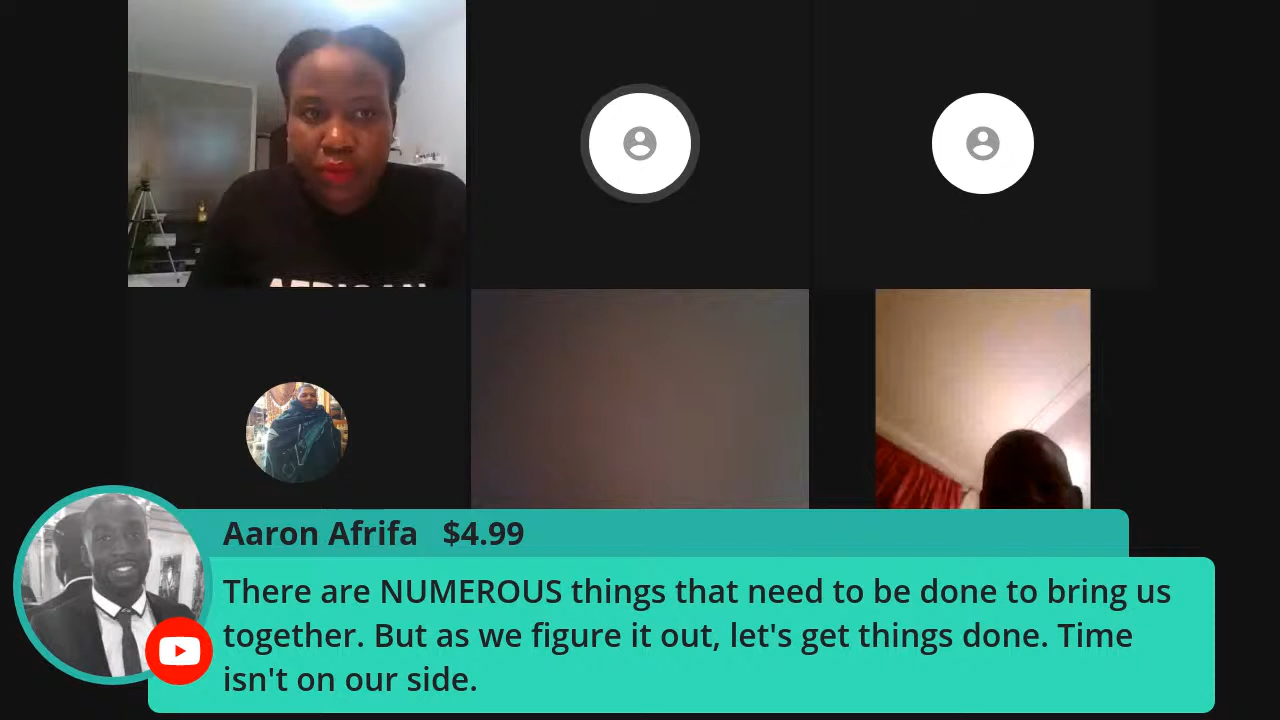 AFRICAN
Aaron Afrifa $4.99
There are NUMEROUS things that need to be done to bring us
together. But as we figure it out, let's get things done. Time
isn't on our side.